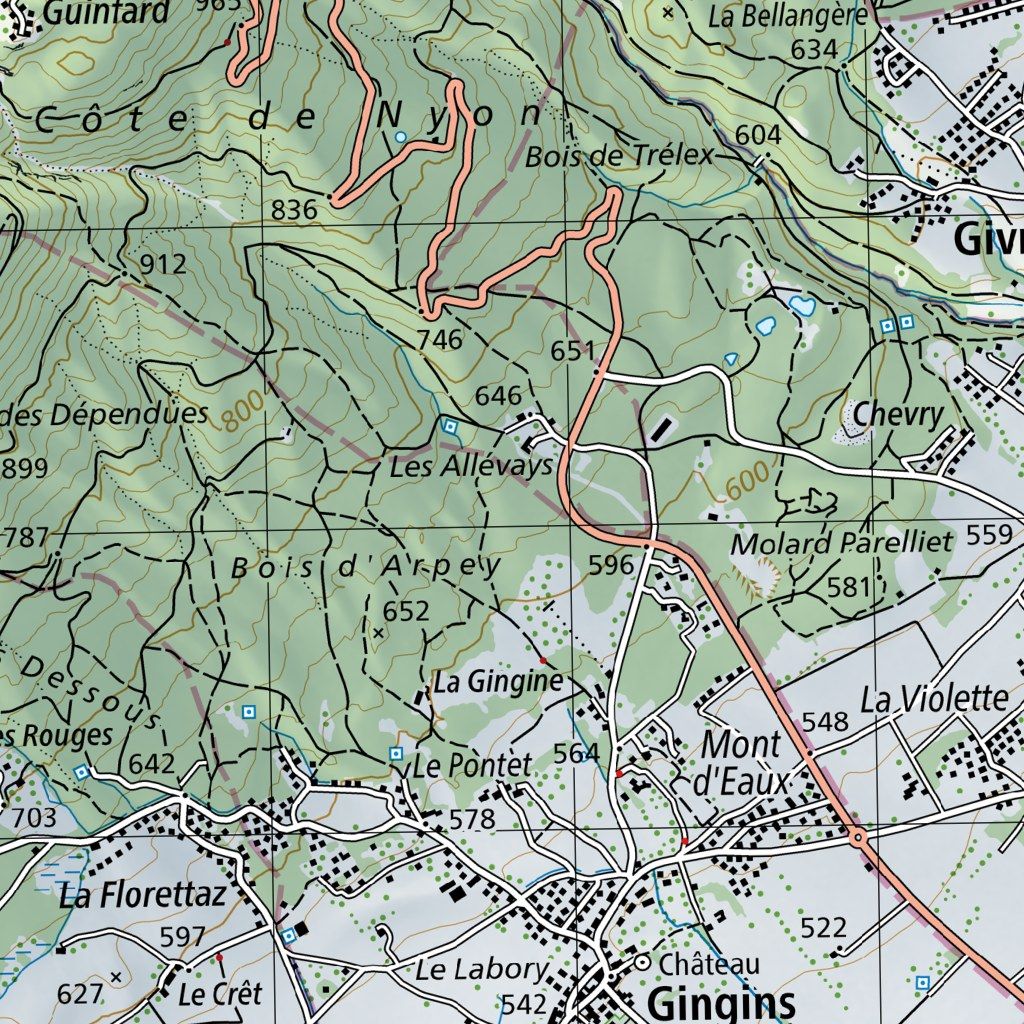 Guinfard
965
La Bellangère
634
Côte de Nyon
604
Bois de Trélex
836
Givr
912
746
651
646
des Dépendües
800
Chevry
899
Les Allévays
600
787
Molard Parelliet
559
596
Bois d'Arpey
581
652
Dessous
La Gingine
La Violette
es Rouges
548
642
564
Mont
d'Eaux
Le Pontet
703
578
La Florettaz
597
522
Le Labory
Château
627
Le Crêt
542
Gingins